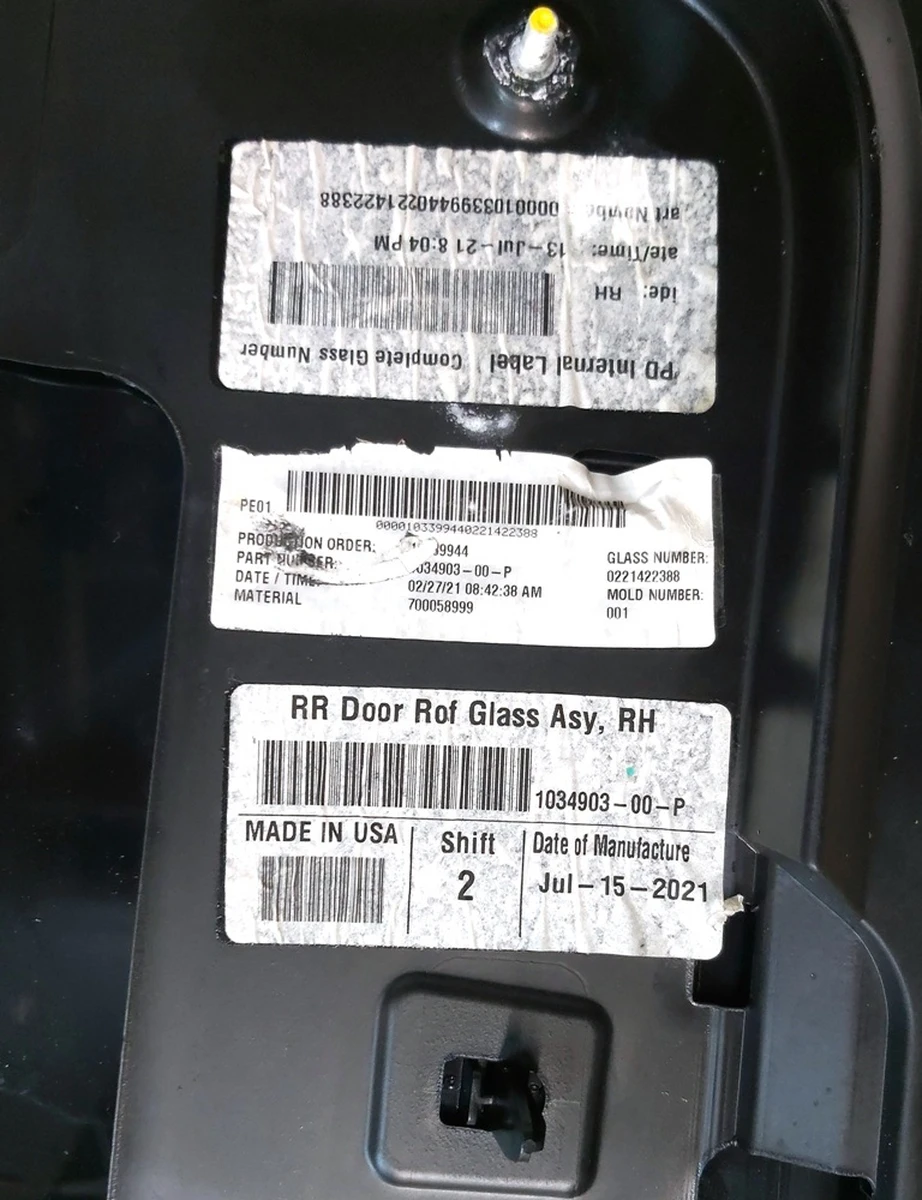 art Numbe: 0000103399440221422388
ate/Time: 13-Jul-21 8:04 PM
ide: RH
PD Internal Label Complete Glass Number
PE01
0000103399440221422388
PRODUCTION ORDER: 39944
PART NUMBER: 034903-00-P
DATE / TIME: 02/27/21 08:42:38 AM
MATERIAL 700058999
GLASS NUMBER:
0221422388
MOLD NUMBER:
001
RR Door Rof Glass Asy, RH
1034903-00-P
MADE IN USA
Shift
2
Date of Manufacture
Jul-15-2021